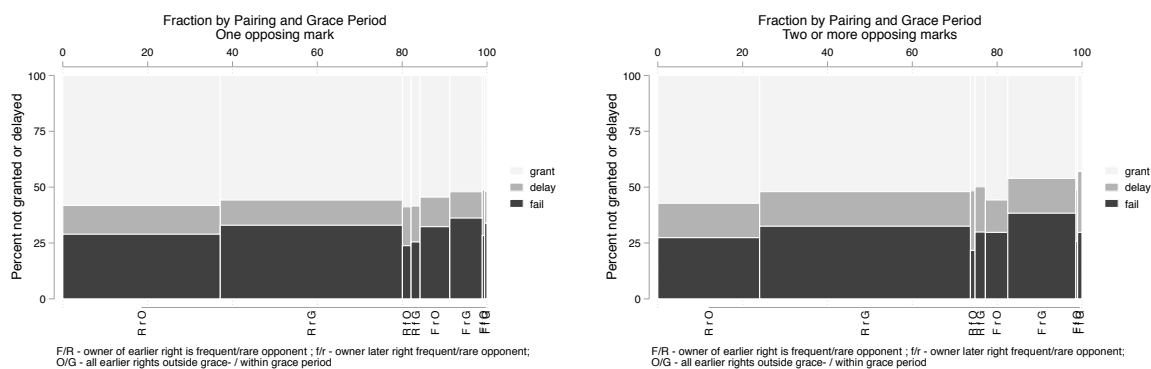 Fraction by Pairing and Grace Period
One opposing mark
0 20 40 60 80 100
Percent not granted or delayed
100
75
50
25
0
grant
delay
fail
R r O
R r G
R f O
R f G
F r O
F r G
F f G
F/R - owner of earlier right is frequent/rare opponent ; f/r - owner later right frequent/rare opponent;
O/G - all earlier rights outside grace- / within grace period
Fraction by Pairing and Grace Period
Two or more opposing marks
0 20 40 60 80 100
Percent not granted or delayed
100
75
50
25
0
grant
delay
fail
R r O
R r G
R f O
R f G
F r O
F r G
F f G
F/R - owner of earlier right is frequent/rare opponent ; f/r - owner later right frequent/rare opponent;
O/G - all earlier rights outside grace- / within grace period